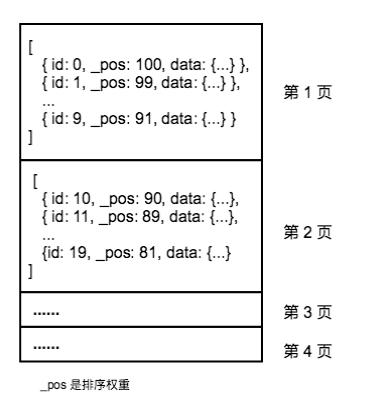 [
{ id: 0, _pos: 100, data: {...} },
{ id: 1, _pos: 99, data: {...} },
...
{ id: 9, _pos: 91, data: {...} }
]
第 1 页
[
{ id: 10, _pos: 90, data: {...},
{ id: 11, _pos: 89, data: {...},
...
{id: 19, _pos: 81, data: {...}
]
第 2 页
......
第 3 页
......
第 4 页
_pos 是排序权重